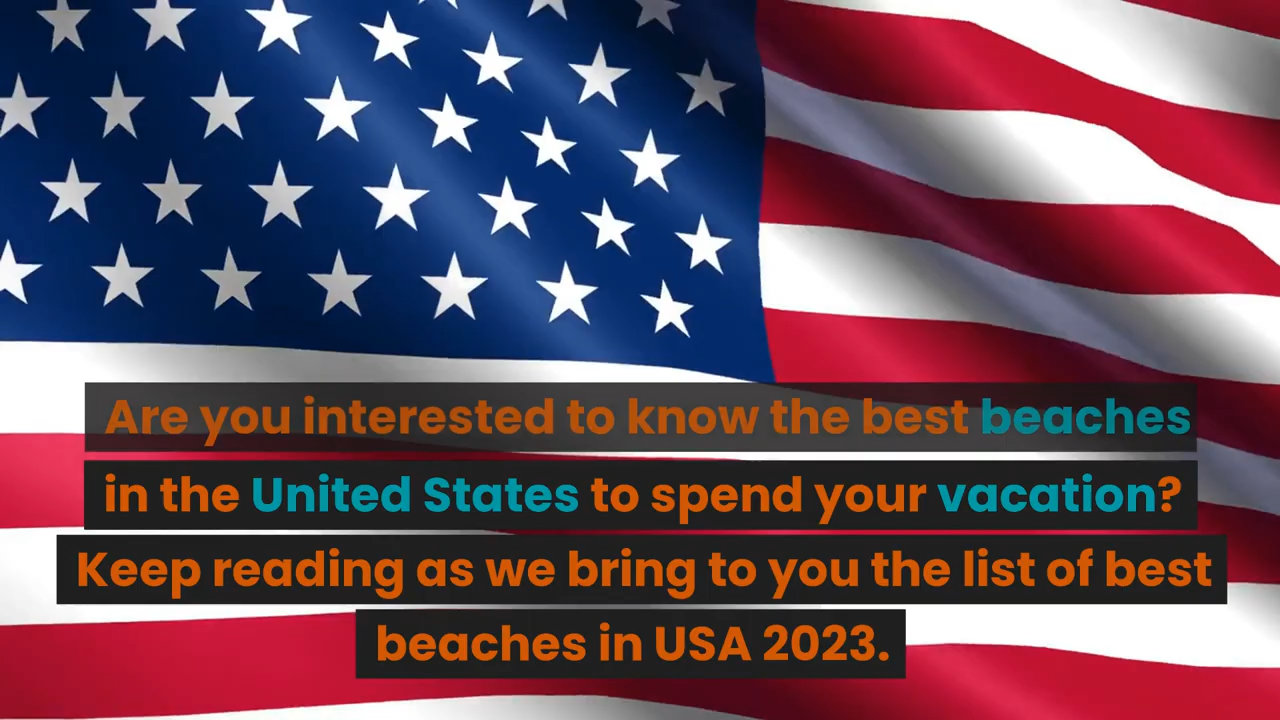 Are you interested to know the best beaches
in the United States to spend your vacation?
Keep reading as we bring to you the list of best
beaches in USA 2023.